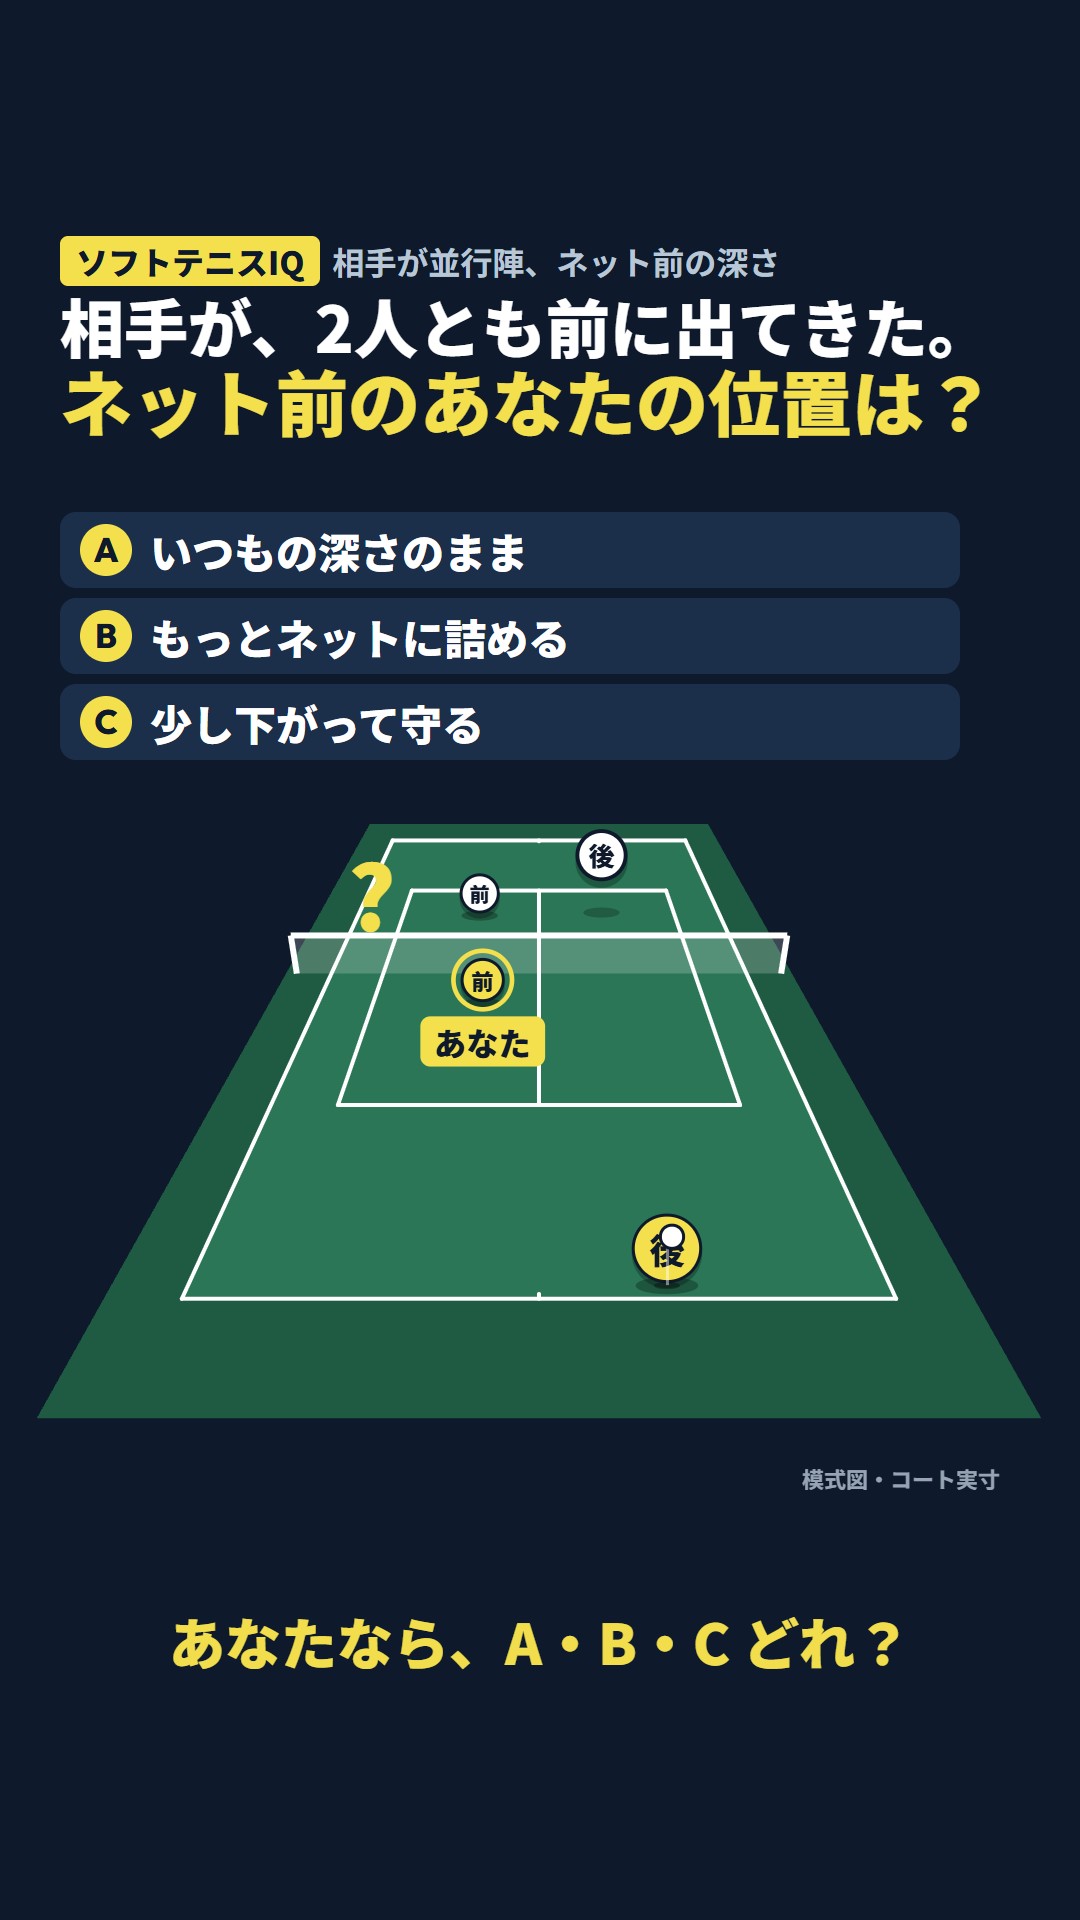 ソフトテニスIQ 相手が並行陣、ネット前の深さ
相手が、2人とも前に出てきた。
ネット前のあなたの位置は？
A いつもの深さのまま
B もっとネットに詰める
C 少し下がって守る
後
?
前
前
あなた
後
模式図・コート実寸
あなたなら、A・B・C どれ？